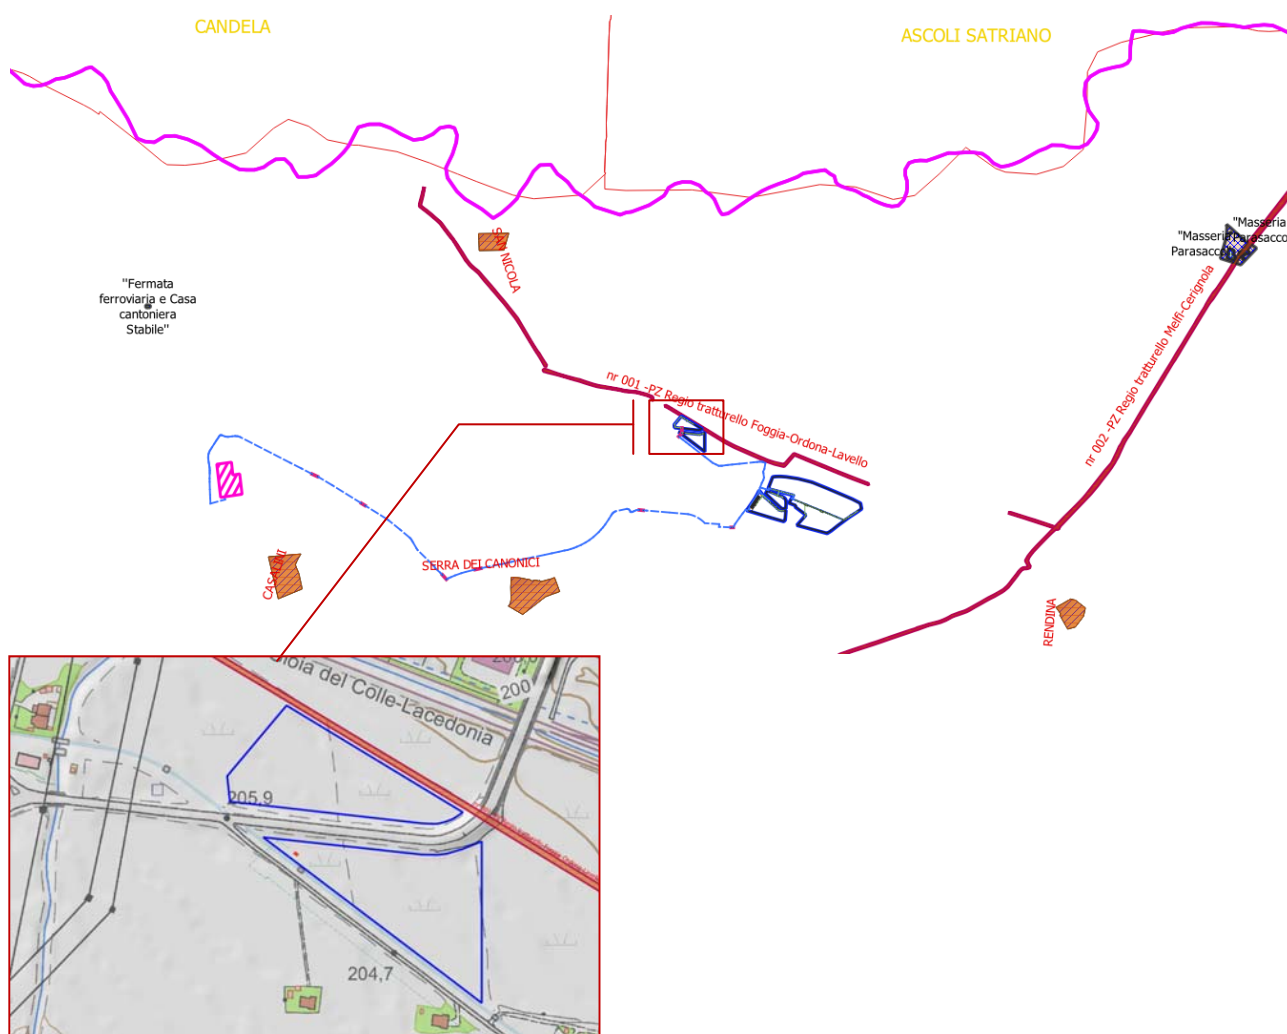 CANDELA
ASCOLI SATRIANO
SAN NICOLA
"Masseria
Parasacco"
"Masseria
Parasacco"
"Fermata
ferroviaria e Casa
cantoniera
Stabile"
nr 001 -PZ Regio tratturello Foggia-Ordona-Lavello
nr 002 -PZ Regio tratturello Melfi-Cerignola
SERRA DEI CANONICI
CASALINI
RENDINA
Gioia del Colle-Lacedonia
200
205,9
204,7